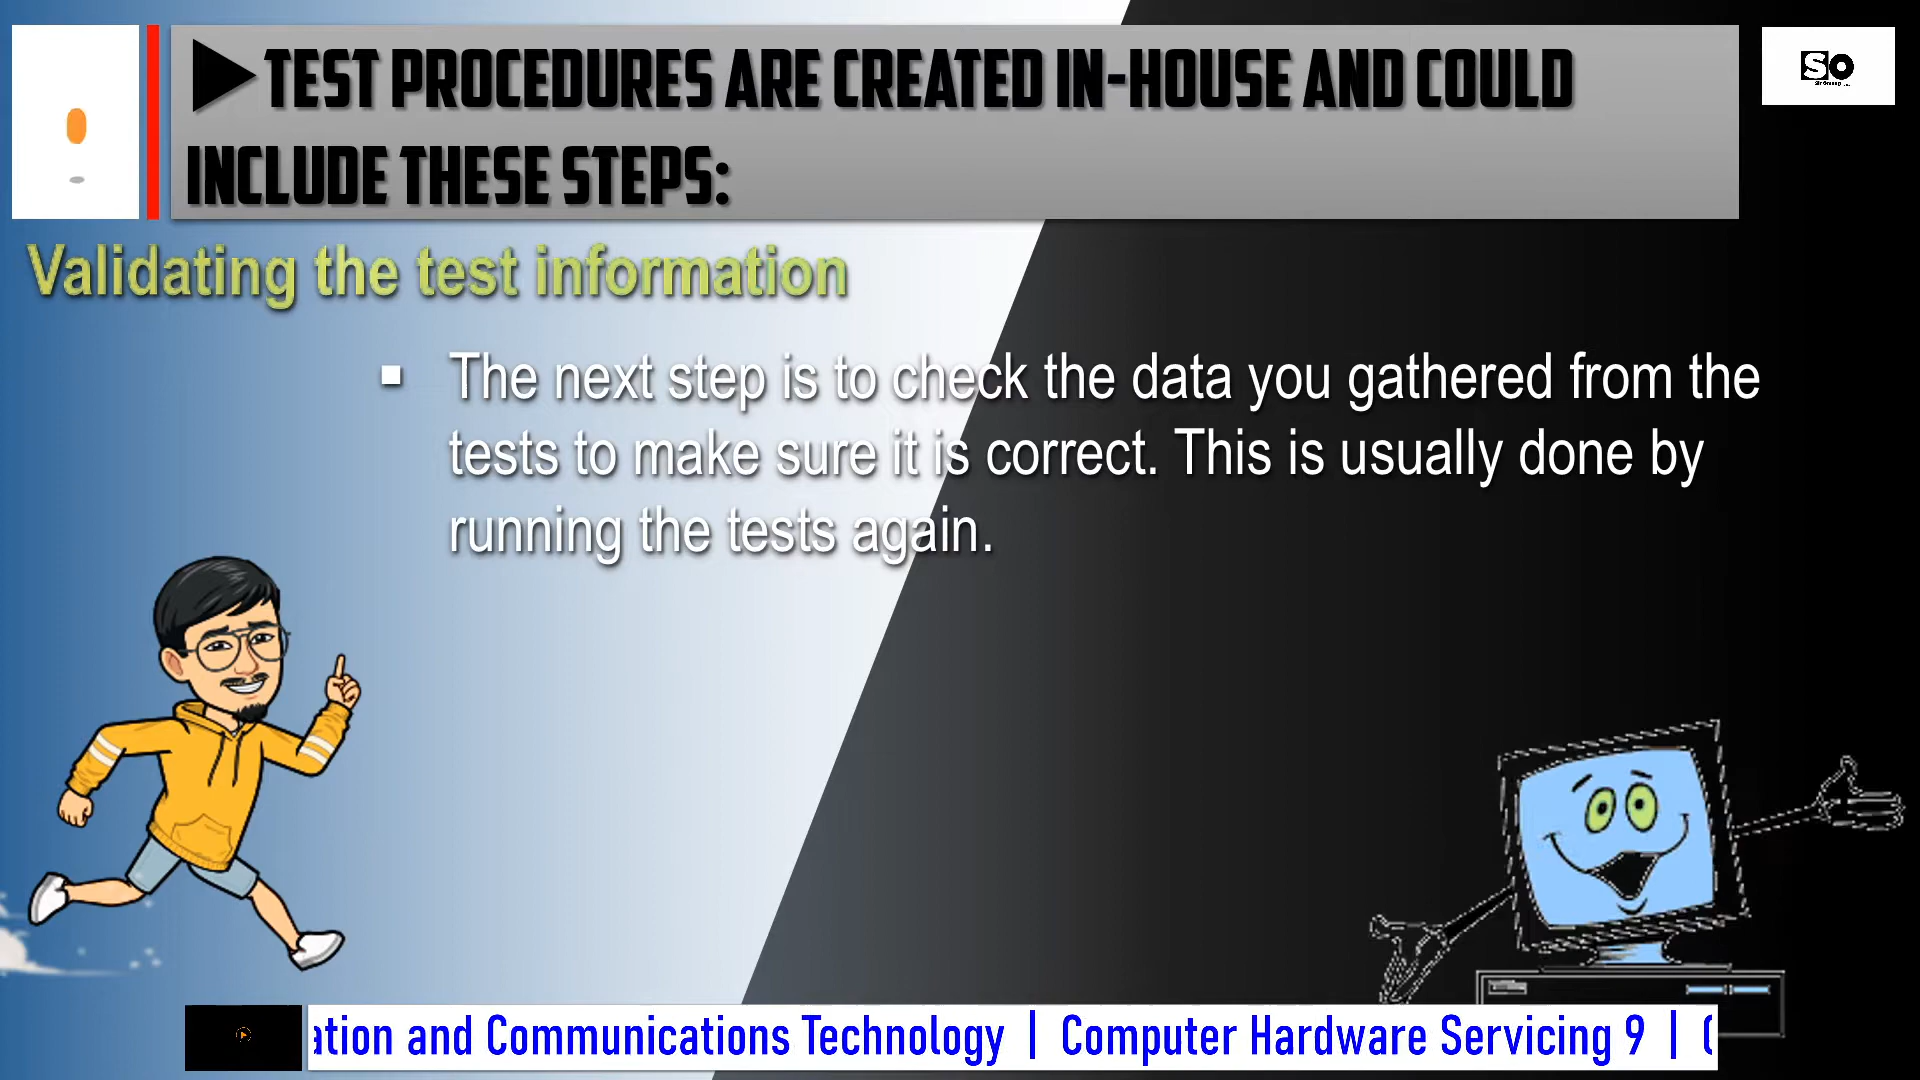 TEST PROCEDURES ARE CREATED IN-HOUSE AND COULD
INCLUDE THESE STEPS:
SO
Validating the test information
▪ The next step is to check the data you gathered from the
tests to make sure it is correct. This is usually done by
running the tests again.
ation and Communications Technology | Computer Hardware Servicing 9 |